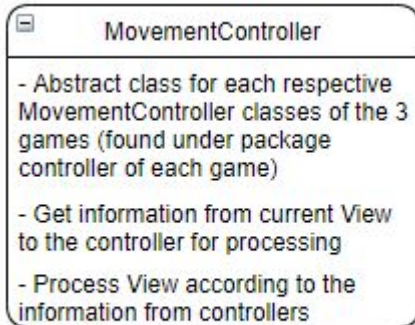 MovementController
- Abstract class for each respective
MovementController classes of the 3
games (found under package
controller of each game)
- Get information from current View
to the controller for processing
- Process View according to the
information from controllers